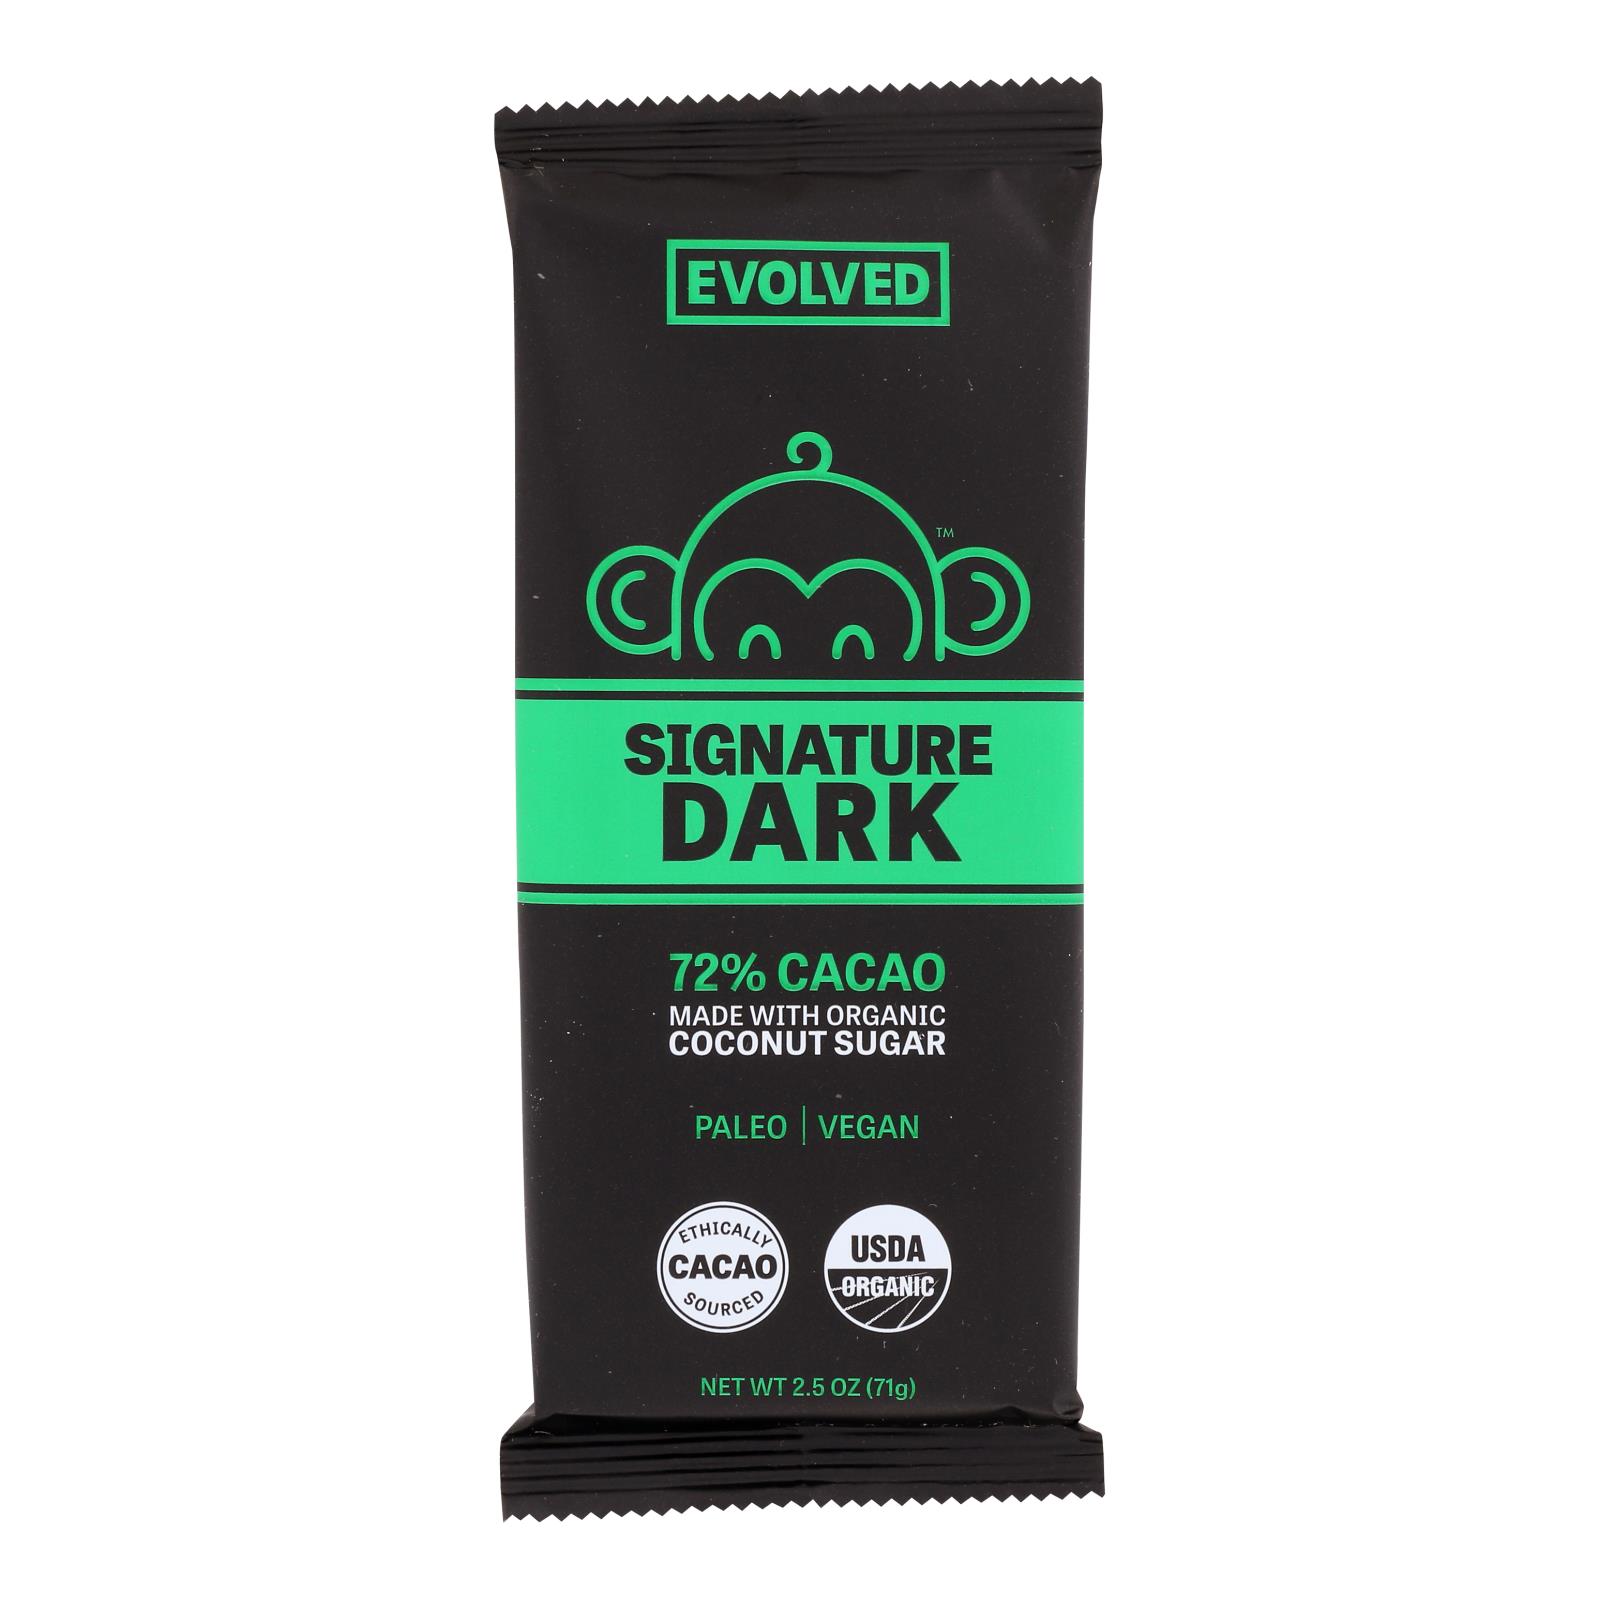 EVOLVED
TM
SIGNATURE
DARK
72% CACAO
MADE WITH ORGANIC
COCONUT SUGAR
PALEO | VEGAN
ETHICALLY
CACAO
SOURCED
USDA
ORGANIC
NET WT 2.5 OZ (71g)